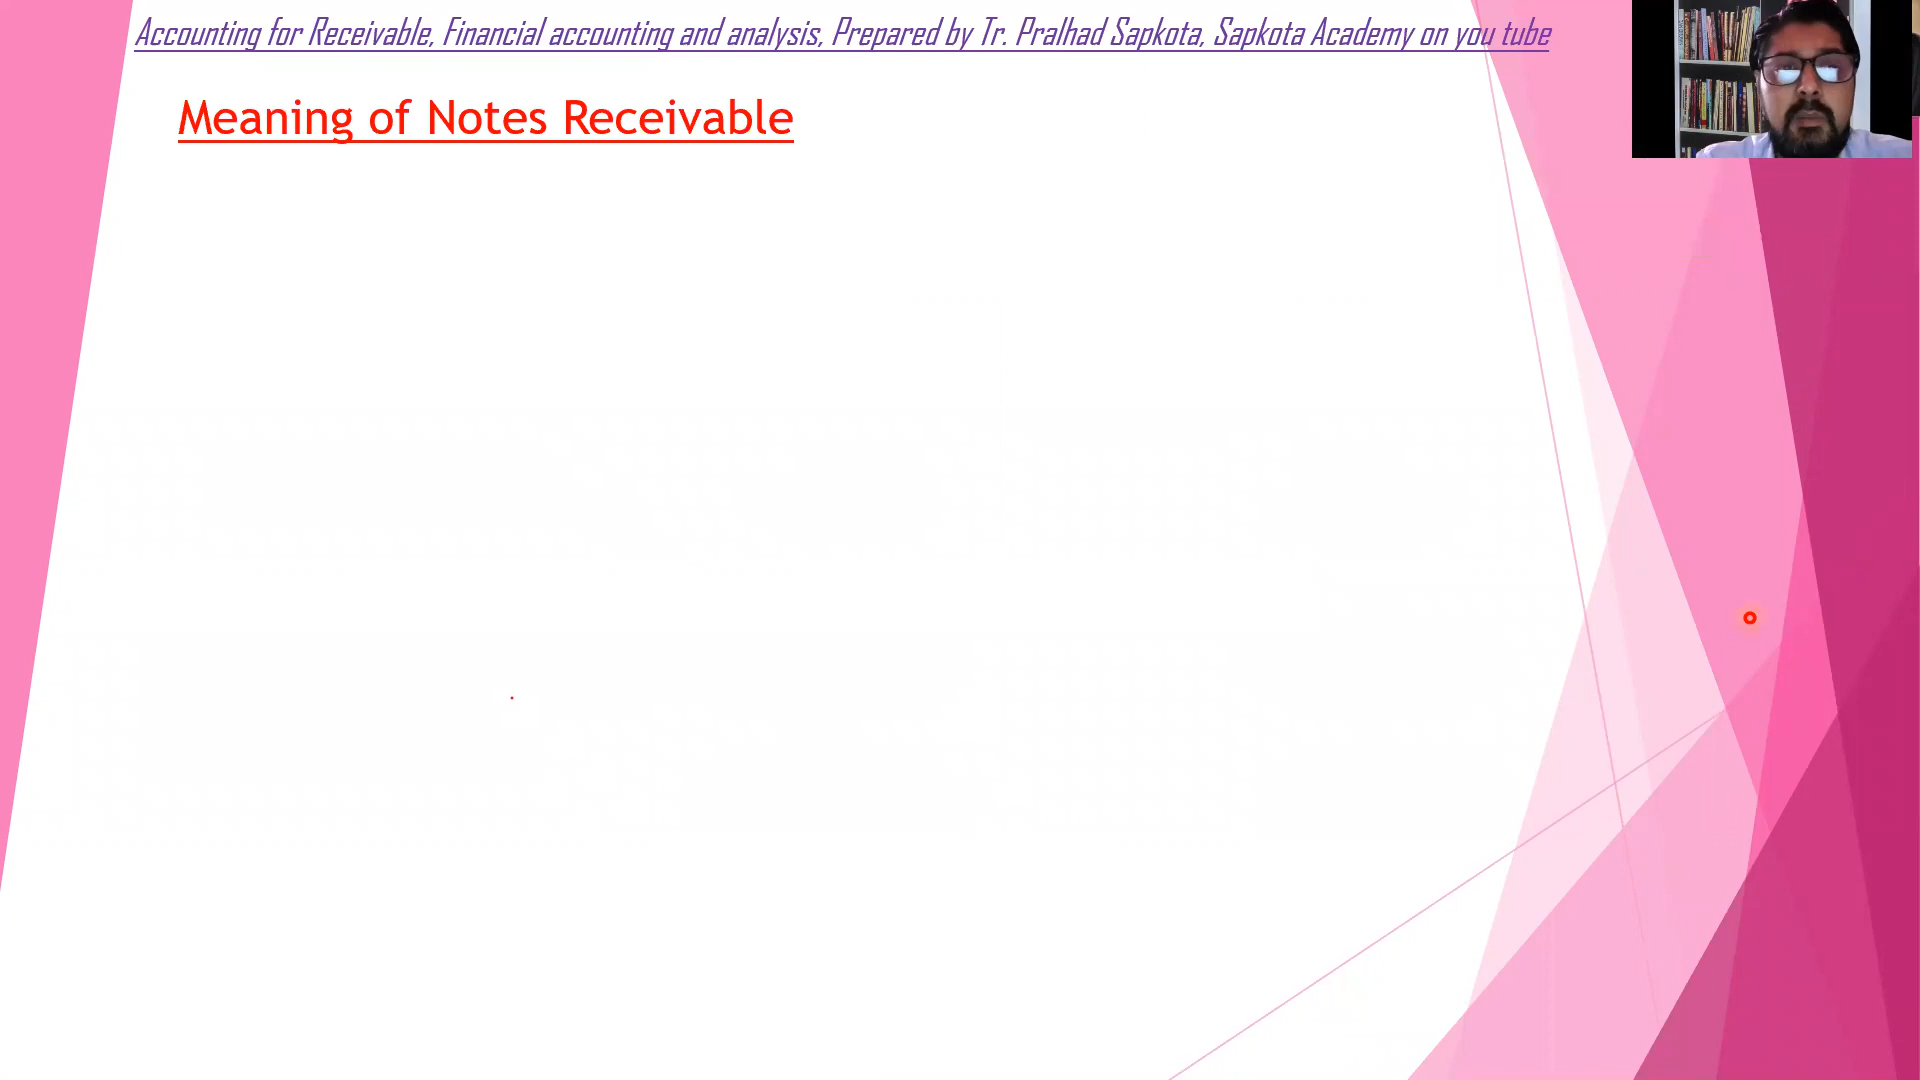 Accounting for Receivable, Financial accounting and analysis, Prepared by Tr. Pralhad Sapkota, Sapkota Academy on you tube
Meaning of Notes Receivable